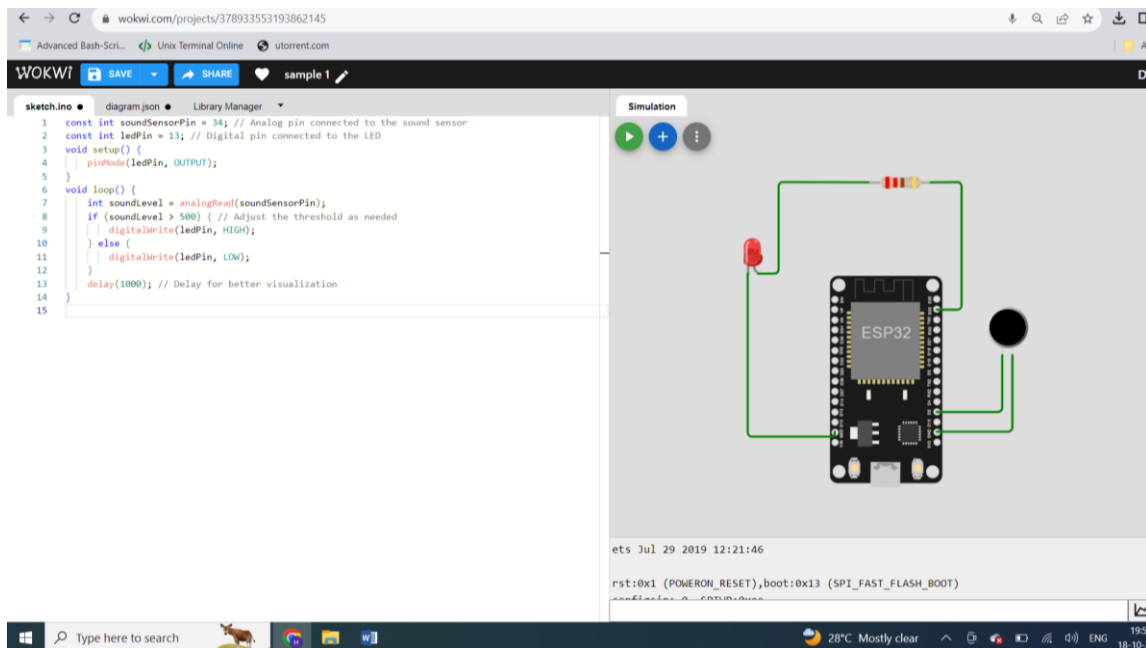 wokwi.com/projects/378933553193862145
Advanced Bash-Scri... Unix Terminal Online utorrent.com
WOKWI SAVE SHARE sample 1
sketch.ino diagram.json Library Manager
1 const int soundSensorPin = 34; // Analog pin connected to the sound sensor
2 const int ledPin = 13; // Digital pin connected to the LED
3 void setup() {
4 pinMode(ledPin, OUTPUT);
5 }
6 void loop() {
7 int soundLevel = analogRead(soundSensorPin);
8 if (soundLevel > 500) { // Adjust the threshold as needed
9 digitalWrite(ledPin, HIGH);
10 } else {
11 digitalWrite(ledPin, LOW);
12 }
13 delay(1000); // Delay for better visualization
14 }
15
Simulation
ESP32
ets Jul 29 2019 12:21:46
rst:0x1 (POWERON_RESET),boot:0x13 (SPI_FAST_FLASH_BOOT)
Type here to search
28°C Mostly clear ENG